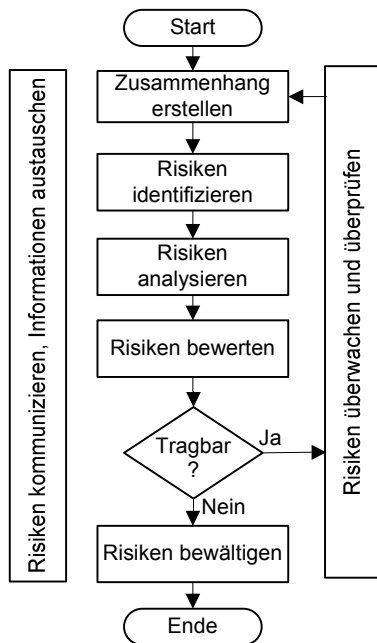 Start
Zusammenhang
erstellen
Risiken
identifizieren
Risiken
analysieren
Risiken bewerten
Tragbar
?
Ja
Nein
Risiken bewältigen
Ende
Risiken kommunizieren, Informationen austauschen
Risiken überwachen und überprüfen